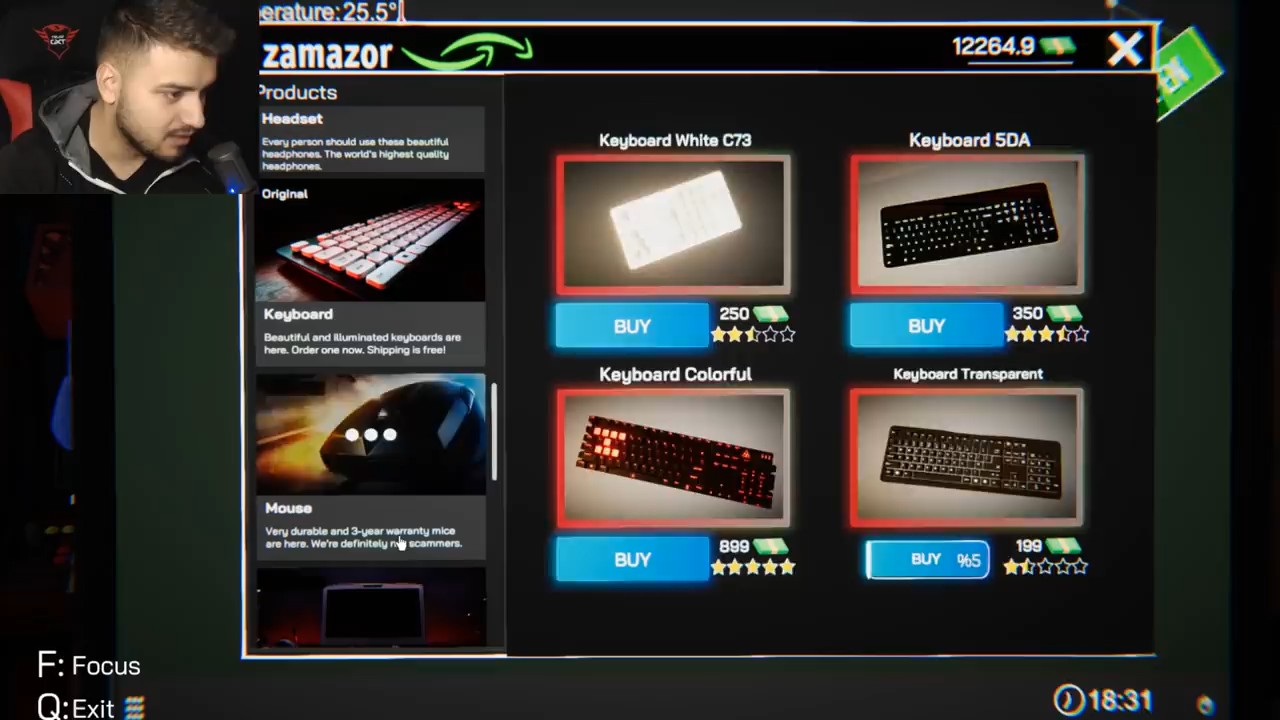 erature: 25.5°
zamazor
12264.9
Products
Headset
Every person should use these beautiful
headphones. The world's highest quality
headphones.
Original
Keyboard
Beautiful and illuminated keyboards are
here. Order one now. Shipping is free!
Mouse
Very durable and 3-year warranty mice
are here. We're definitely scammers.
Keyboard White C73
BUY
250
Keyboard 5DA
BUY
350
Keyboard Colorful
BUY
899
Keyboard Transparent
BUY %5
199
EN
F: Focus
Q: Exit
18:31